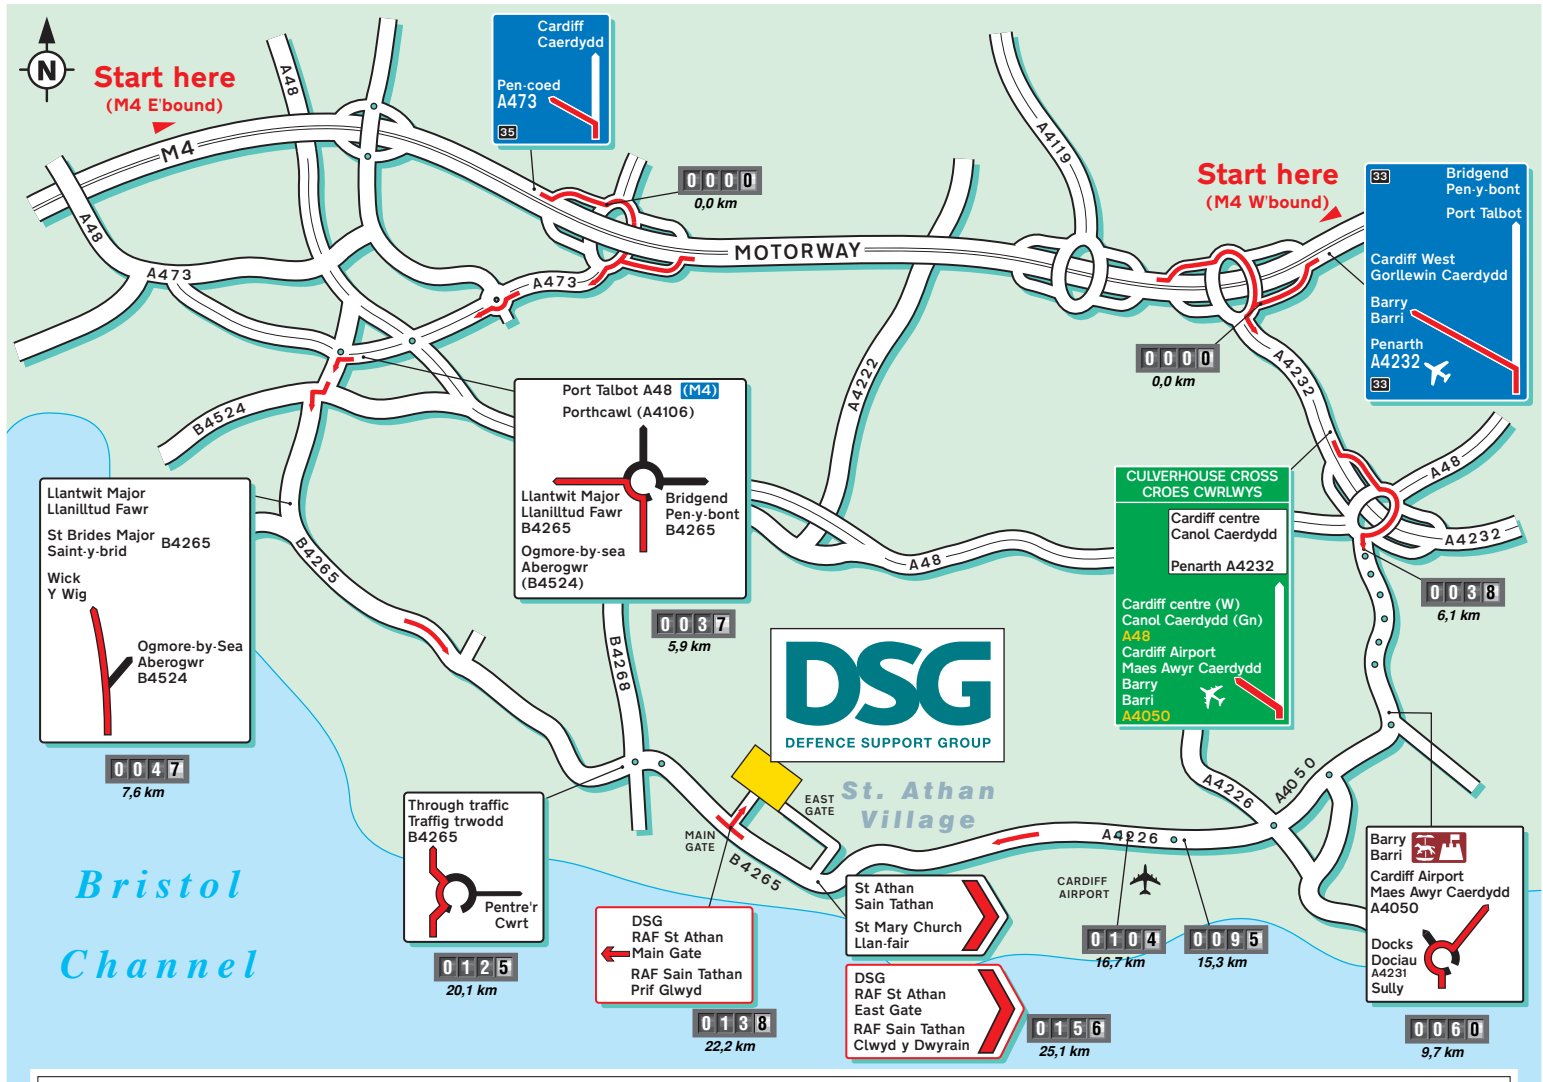 N
Start here
(M4 E'bound)
A48
M4
A48
A473
Cardiff
Caerdydd
Pen-coed
A473
35
0000
0,0 km
A4119
Start here
(M4 W'bound)
33
Bridgend
Pen-y-bont
Port Talbot
Cardiff West
Gorllewin Caerdydd
Barry
Barri
Penarth
A4232
33
MOTORWAY
A473
0000
0,0 km
A4232
A4222
B4524
Port Talbot A48 (M4)
Porthcawl (A4106)
Llantwit Major
Llanilltud Fawr
B4265
Ogmore-by-sea
Aberogwr
(B4524)
Bridgend
Pen-y-bont
B4265
0037
5,9 km
Llantwit Major
Llanilltud Fawr
St Brides Major
Saint-y-brid
B4265
Wick
Y Wig
Ogmore-by-Sea
Aberogwr
B4524
0047
7,6 km
B4265
A48
CULVERHOUSE CROSS
CROES CWRLWYS
Cardiff centre
Canol Caerdydd
Penarth A4232
Cardiff centre (W)
Canol Caerdydd (Gn)
A48
Cardiff Airport
Maes Awyr Caerdydd
Barry
Barri
A4050
A48
A4232
0038
6,1 km
B4268
DSG
DEFENCE SUPPORT GROUP
St. Athan
Village
EAST
GATE
MAIN
GATE
B4265
A4226
A4050
A4226
CARDIFF
AIRPORT
Through traffic
Traffig trwodd
B4265
Pentre'r
Cwrt
0125
20,1 km
Bristol
Channel
DSG
RAF St Athan
Main Gate
RAF Sain Tathan
Prif Glwyd
0138
22,2 km
St Athan
Sain Tathan
St Mary Church
Llan-fair
DSG
RAF St Athan
East Gate
RAF Sain Tathan
Clwyd y Dwyrain
0156
25,1 km
0104
16,7 km
0095
15,3 km
Barry
Barri
Cardiff Airport
Maes Awyr Caerdydd
A4050
Docks
Dociau
A4231
Sully
0060
9,7 km